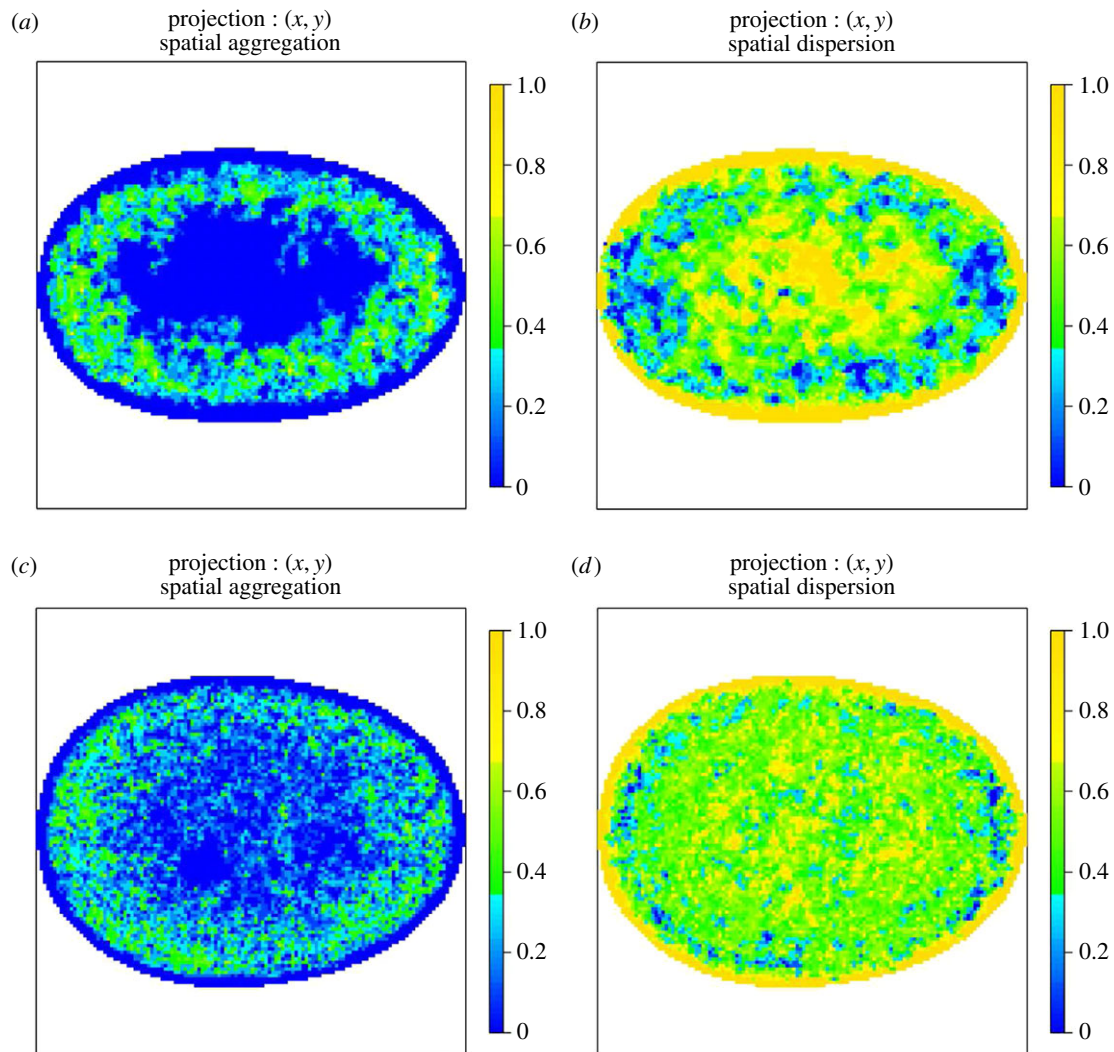 (a)
projection : (x, y)
spatial aggregation
1.0
0.8
0.6
0.4
0.2
0
(b)
projection : (x, y)
spatial dispersion
1.0
0.8
0.6
0.4
0.2
0
(c)
projection : (x, y)
spatial aggregation
1.0
0.8
0.6
0.4
0.2
0
(d)
projection : (x, y)
spatial dispersion
1.0
0.8
0.6
0.4
0.2
0